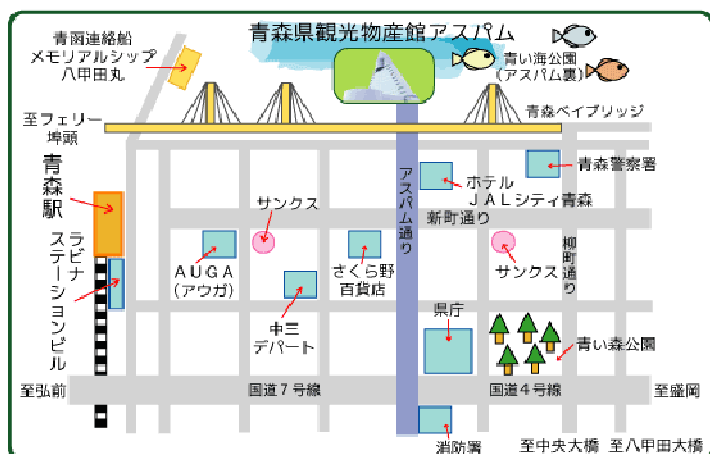 青森県観光物産館アスパム
青函連絡船
メモリアルシップ
八甲田丸
青い海公園
(アスパム裏)
至フェリー
埠頭
青森ベイブリッジ
青森駅
アスパム通り
ホテル
JALシティ青森
青森警察署
サンクス
新町通り
柳町通り
ラビナ
ステーションビル
AUGA
(アウガ)
さくら野
百貨店
サンクス
中三
デパート
県庁
青い森公園
至弘前
国道7号線
国道4号線
至盛岡
消防署
至中央大橋
至八甲田大橋